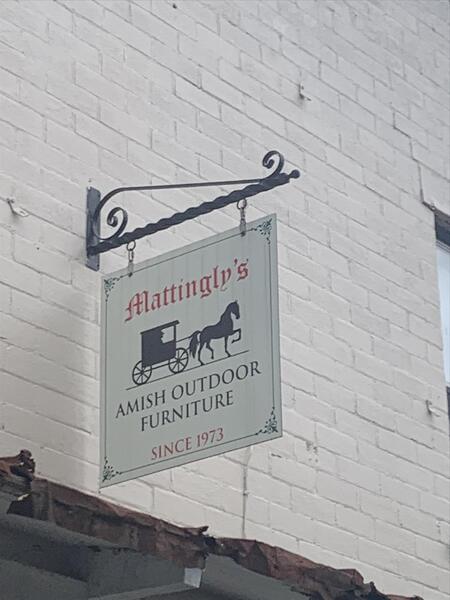 Mattingly's
AMISH OUTDOOR
FURNITURE
SINCE 1973